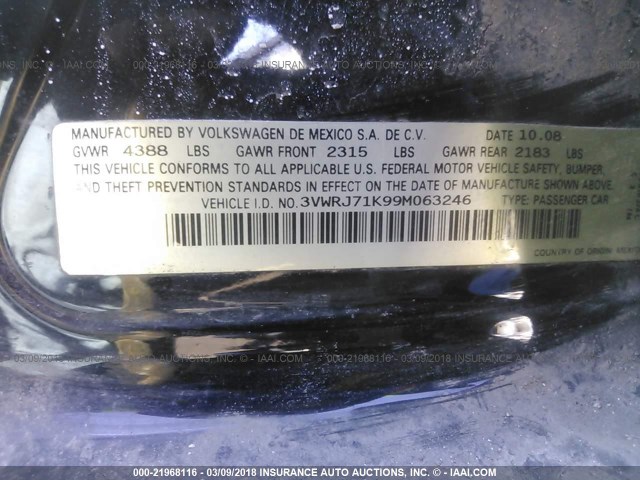 MANUFACTURED BY VOLKSWAGEN DE MEXICO S.A. DE C.V. DATE 10.08
GVWR 4388 LBS GAWR FRONT 2315 LBS GAWR REAR 2183 LBS
THIS VEHICLE CONFORMS TO ALL APPLICABLE U.S. FEDERAL MOTOR VEHICLE SAFETY, BUMPER,
AND THEFT PREVENTION STANDARDS IN EFFECT ON THE DATE OF MANUFACTURE SHOWN ABOVE.
VEHICLE I.D. NO. 3VWRJ71K99M063246 TYPE: PASSENGER CAR
COUNTRY OF ORIGIN
000-21968116 - 03/09/2018 INSURANCE AUTO AUCTIONS, INC. - © IAAI.COM